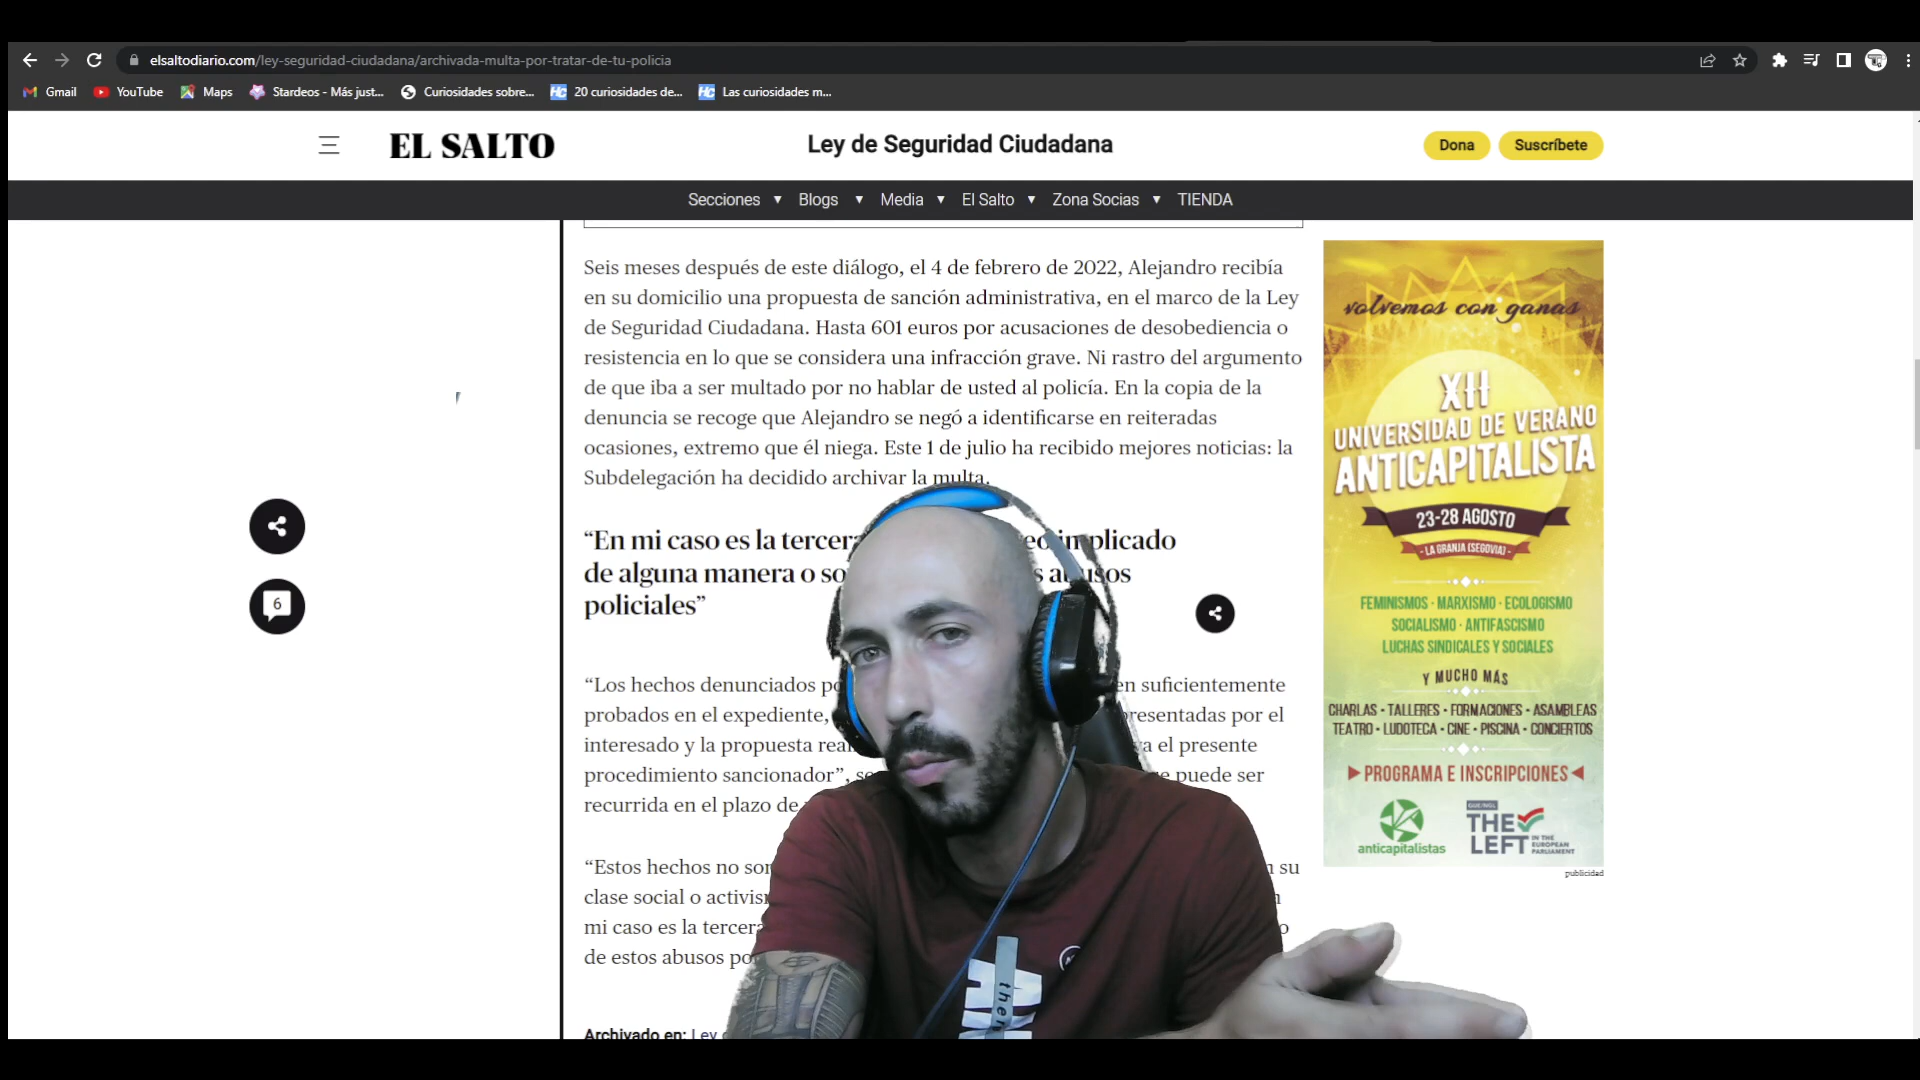 elsaltodiario.com/ley-seguridad-ciudadana/archivada-multa-por-tratar-de-tu-policia
Gmail YouTube Maps Stardeos - Más just... Curiosidades sobre... 20 curiosidades de... Las curiosidades m...
EL SALTO Ley de Seguridad Ciudadana Dona Suscríbete
Secciones Blogs Media El Salto Zona Socias TIENDA
Seis meses después de este diálogo, el 4 de febrero de 2022, Alejandro recibía
en su domicilio una propuesta de sanción administrativa, en el marco de la Ley
de Seguridad Ciudadana. Hasta 601 euros por acusaciones de desobediencia o
resistencia en lo que se considera una infracción grave. Ni rastro del argumento
de que iba a ser multado por no hablar de usted al policía. En la copia de la
denuncia se recoge que Alejandro se negó a identificarse en reiteradas
ocasiones, extremo que él niega. Este 1 de julio ha recibido mejores noticias: la
Subdelegación ha decidido archivar la multa.
“En mi caso es la tercera implicado
de alguna manera o abusos
policiales”
6
“Los hechos denunciados suficientemente
probados en el expediente, presentadas por el
interesado y la propuesta el presente
procedimiento sancionador”, puede ser
recurrida en el plazo de
“Estos hechos no son su
clase social o
mi caso es la tercera
de estos abusos
Archivado en: Ley
volvemos con ganas
XII
UNIVERSIDAD DE VERANO
ANTICAPITALISTA
23-28 AGOSTO
- LA GRANJA (SEGOVIA) -
FEMINISMOS · MARXISMO · ECOLOGISMO
SOCIALISMO · ANTIFASCISMO
LUCHAS SINDICALES Y SOCIALES
Y MUCHO MÁS
CHARLAS · TALLERES · FORMACIONES · ASAMBLEAS
TEATRO · LUDOTECA · CINE · PISCINA · CONCIERTOS
PROGRAMA E INSCRIPCIONES
anticapitalistas
GUE/NGL
THE LEFT
IN THE EUROPEAN PARLIAMENT
publicidad